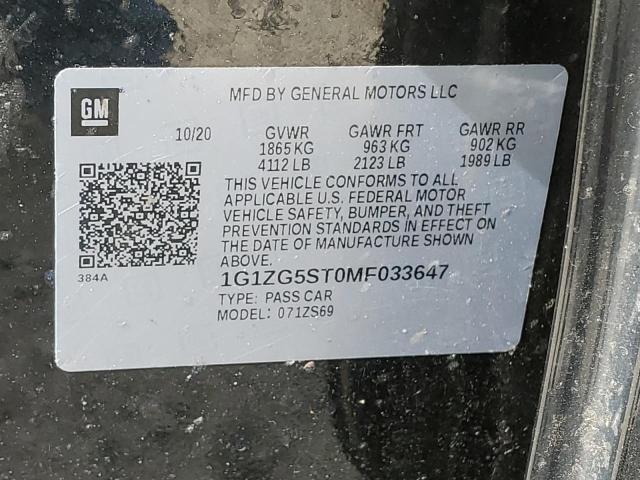 GM
MFD BY GENERAL MOTORS LLC
10/20 GVWR GAWR FRT GAWR RR
1865 KG 963 KG 902 KG
4112 LB 2123 LB 1989 LB
THIS VEHICLE CONFORMS TO ALL
APPLICABLE U.S. FEDERAL MOTOR
VEHICLE SAFETY, BUMPER, AND THEFT
PREVENTION STANDARDS IN EFFECT ON
THE DATE OF MANUFACTURE SHOWN
ABOVE.
384A
1G1ZG5ST0MF033647
TYPE: PASS CAR
MODEL: 071ZS69